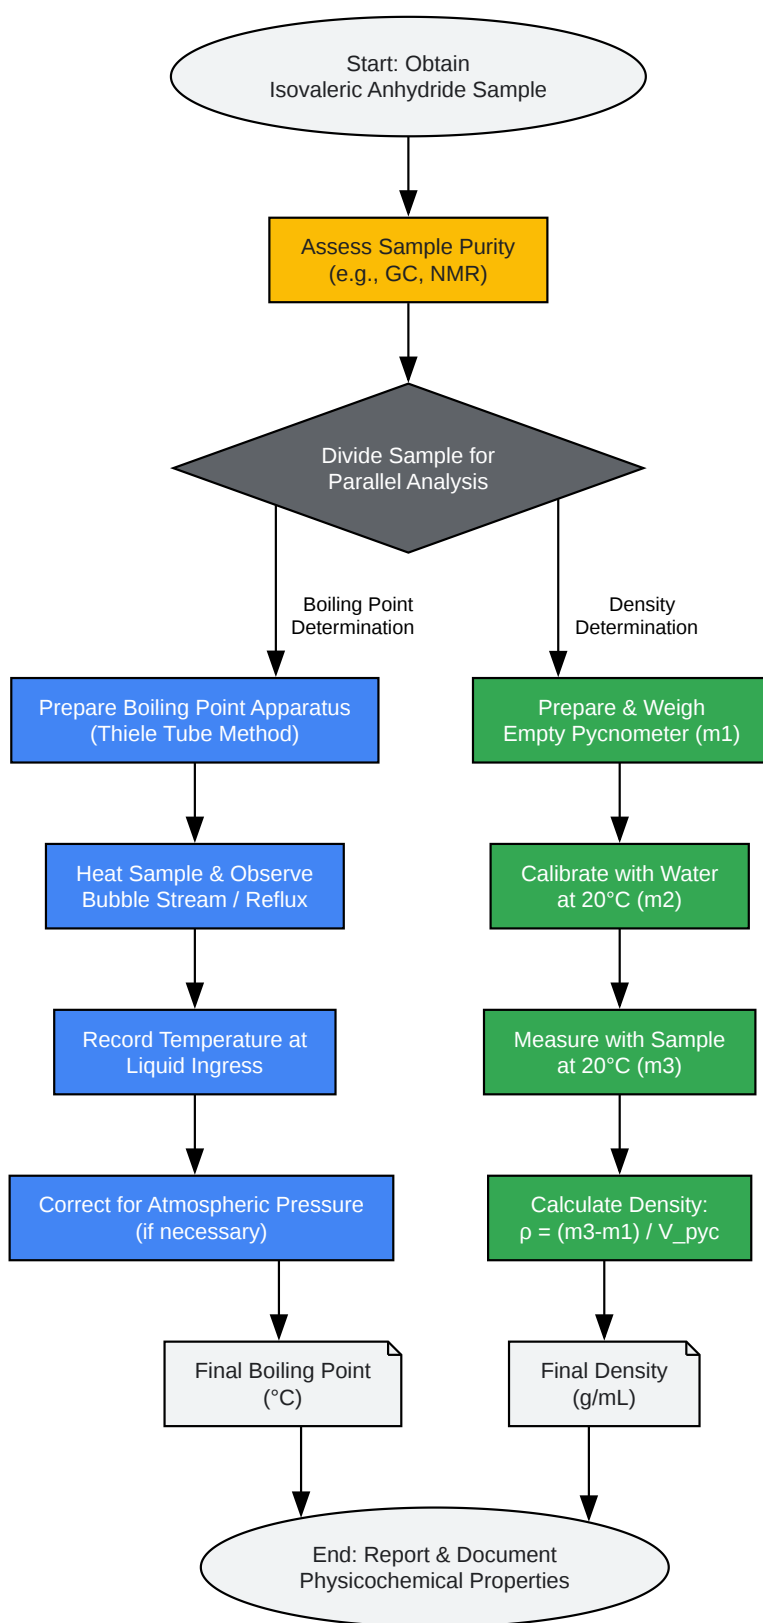 Start: Obtain
Isovaleric Anhydride Sample
Assess Sample Purity
(e.g., GC, NMR)
Divide Sample for
Parallel Analysis
Boiling Point
Determination
Density
Determination
Prepare Boiling Point Apparatus
(Thiele Tube Method)
Prepare & Weigh
Empty Pycnometer (m1)
Heat Sample & Observe
Bubble Stream / Reflux
Calibrate with Water
at 20°C (m2)
Record Temperature at
Liquid Ingress
Measure with Sample
at 20°C (m3)
Correct for Atmospheric Pressure
(if necessary)
Calculate Density:
ρ = (m3-m1) / V_pyc
Final Boiling Point
(°C)
Final Density
(g/mL)
End: Report & Document
Physicochemical Properties